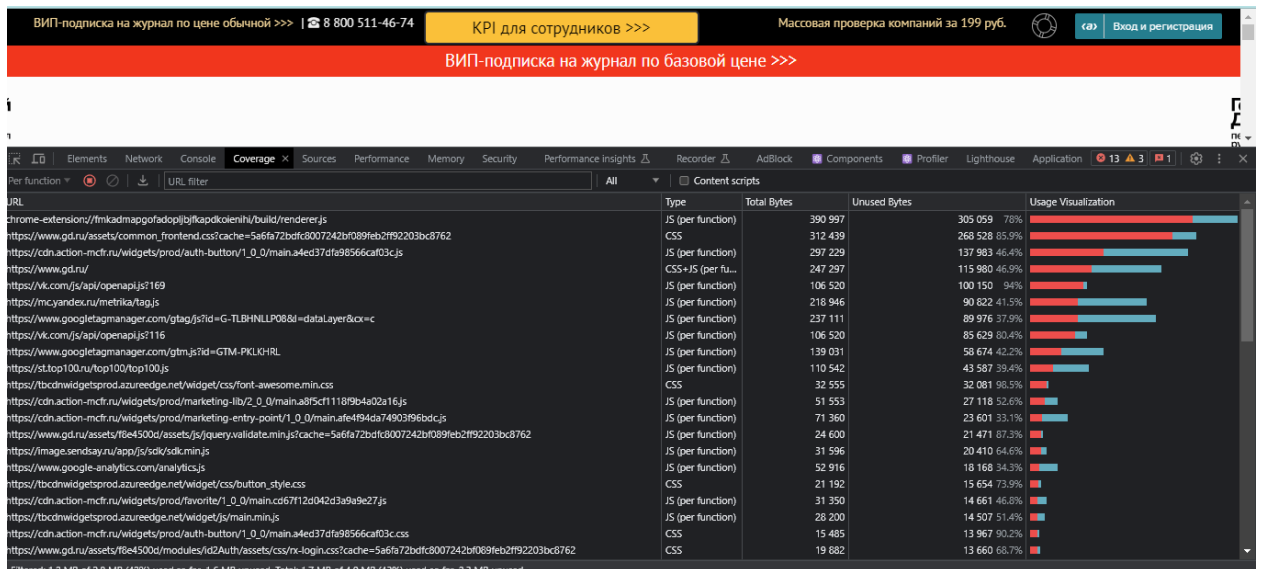 ВИП-подписка на журнал по цене обычной >>> | ☎ 8 800 511-46-74 KPI для сотрудников >>> Массовая проверка компаний за 199 руб. Вход и регистрация
ВИП-подписка на журнал по базовой цене >>>
Elements Network Console Coverage × Sources Performance Memory Security Performance insights Recorder AdBlock Components Profiler Lighthouse Application 13 3 1
Per function URL filter All Content scripts
URL Type Total Bytes Unused Bytes Usage Visualization
chrome-extension://fmkadmapgofadopljbjfkapdkoienihi/build/renderer.js JS (per function) 390 997 305 059 78%
https://www.gd.ru/assets/common_frontend.css?cache=5a6fa72bdfc8007242bf089feb2ff92203bc8762 CSS 312 439 268 528 85.9%
https://cdn.action-mcfr.ru/widgets/prod/auth-button/1_0_0/main.a4ed37dfa98566caf03c.js JS (per function) 297 229 137 983 46.4%
https://www.gd.ru/ CSS+JS (per fu... 247 297 115 980 46.9%
https://vk.com/js/api/openapi.js?169 JS (per function) 106 520 100 150 94%
https://mc.yandex.ru/metrika/tag.js JS (per function) 218 946 90 822 41.5%
https://www.googletagmanager.com/gtag/js?id=G-TLBHNLLP08&l=dataLayer&cx=c JS (per function) 237 111 89 976 37.9%
https://vk.com/js/api/openapi.js?116 JS (per function) 106 520 85 629 80.4%
https://www.googletagmanager.com/gtm.js?id=GTM-PKLKHRL JS (per function) 139 031 58 674 42.2%
https://st.top100.ru/top100/top100.js JS (per function) 110 542 43 587 39.4%
https://tbcdnwidgetsprod.azureedge.net/widget/css/font-awesome.min.css CSS 32 555 32 081 98.5%
https://cdn.action-mcfr.ru/widgets/prod/marketing-lib/2_0_0/main.a8f5cf1118f9b4a02a16.js JS (per function) 51 553 27 118 52.6%
https://cdn.action-mcfr.ru/widgets/prod/marketing-entry-point/1_0_0/main.afe4f94da74903f96bdc.js JS (per function) 71 360 23 601 33.1%
https://www.gd.ru/assets/f8e4500d/assets/js/jquery.validate.min.js?cache=5a6fa72bdfc8007242bf089feb2ff92203bc8762 JS (per function) 24 600 21 471 87.3%
https://image.sendsay.ru/app/js/sdk/sdk.min.js JS (per function) 31 596 20 410 64.6%
https://www.google-analytics.com/analytics.js JS (per function) 52 916 18 168 34.3%
https://tbcdnwidgetsprod.azureedge.net/widget/css/button_style.css CSS 21 192 15 654 73.9%
https://cdn.action-mcfr.ru/widgets/prod/favorite/1_0_0/main.cd67f12d042d3a9a9e27.js JS (per function) 31 350 14 661 46.8%
https://tbcdnwidgetsprod.azureedge.net/widget/js/main.min.js JS (per function) 28 200 14 507 51.4%
https://cdn.action-mcfr.ru/widgets/prod/auth-button/1_0_0/main.a4ed37dfa98566caf03c.css CSS 15 485 13 967 90.2%
https://www.gd.ru/assets/f8e4500d/modules/id2Auth/assets/css/rx-login.css?cache=5a6fa72bdfc8007242bf089feb2ff92203bc8762 CSS 19 882 13 660 68.7%